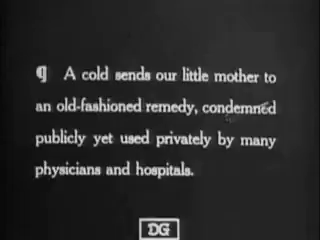 ¶ A cold sends our little mother to
an old-fashioned remedy, condemned
publicly yet used privately by many
physicians and hospitals.
DG